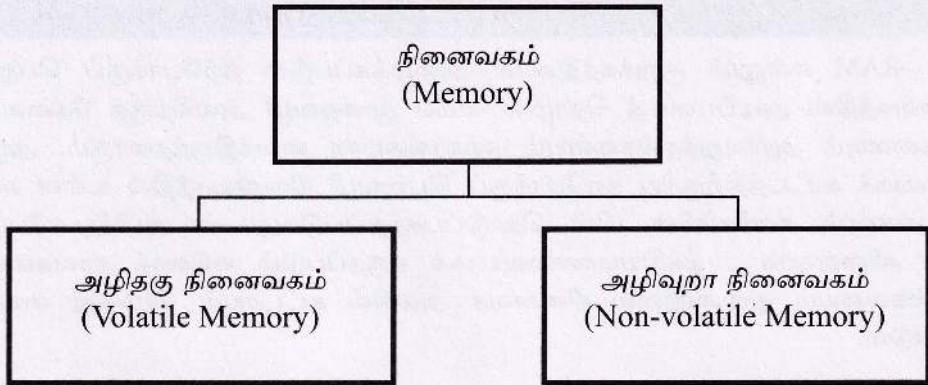 நினைவகம்
(Memory)
அழிதகு நினைவகம்
(Volatile Memory)
அழிவுறா நினைவகம்
(Non-volatile Memory)